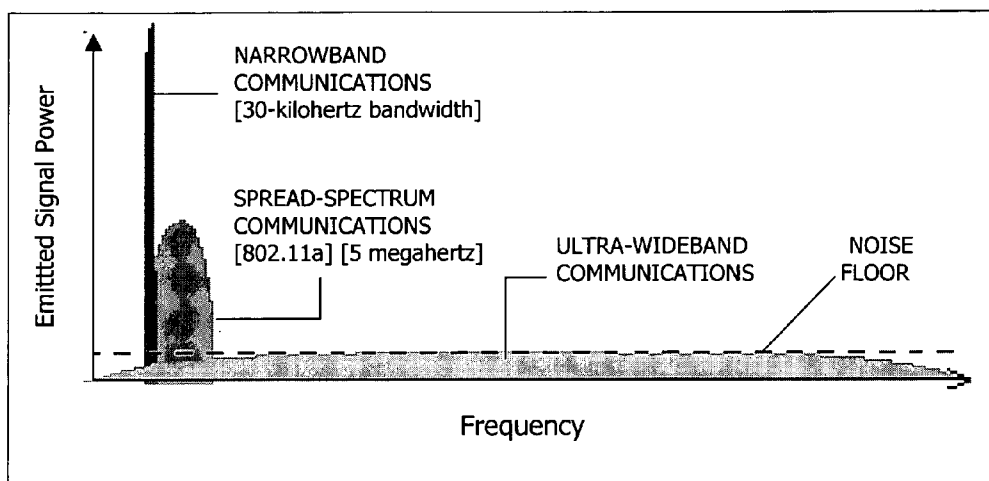 NARROWBAND
COMMUNICATIONS
[30-kilohertz bandwidth]
SPREAD-SPECTRUM
COMMUNICATIONS
[802.11a] [5 megahertz]
ULTRA-WIDEBAND
COMMUNICATIONS
NOISE
FLOOR
Emitted Signal Power
Frequency